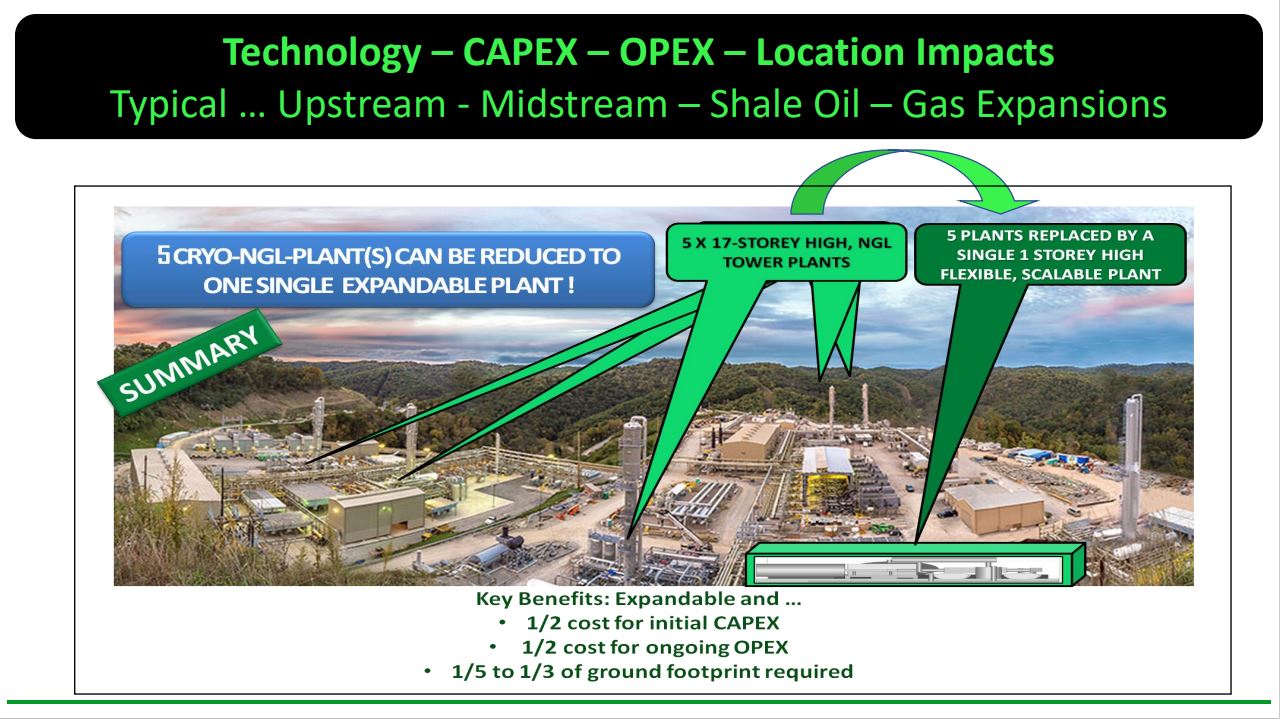 Technology – CAPEX – OPEX – Location Impacts
Typical … Upstream - Midstream – Shale Oil – Gas Expansions
5 CRYO-NGL-PLANT(S) CAN BE REDUCED TO
ONE SINGLE EXPANDABLE PLANT !
5 X 17-STOREY HIGH, NGL
TOWER PLANTS
5 PLANTS REPLACED BY A
SINGLE 1 STOREY HIGH
FLEXIBLE, SCALABLE PLANT
SUMMARY
Key Benefits: Expandable and …
• 1/2 cost for initial CAPEX
• 1/2 cost for ongoing OPEX
• 1/5 to 1/3 of ground footprint required